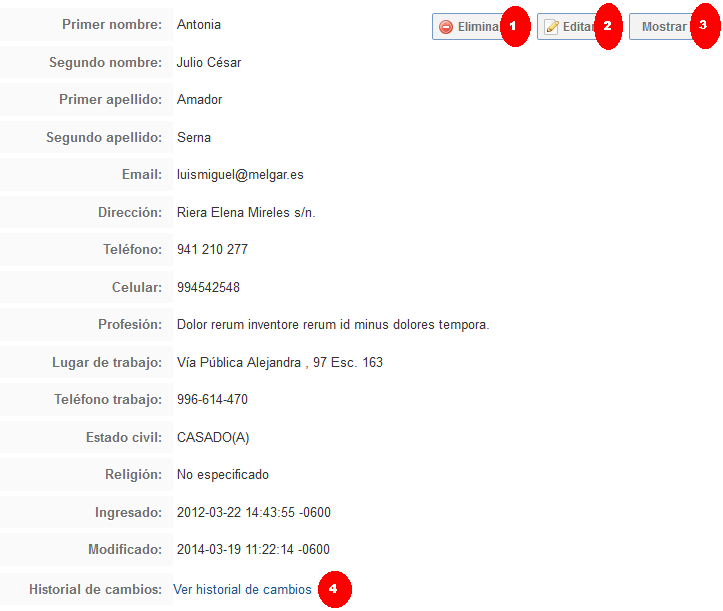 Primer nombre: Antonia
Elimina 1 Edita 2 Mostrar 3
Segundo nombre: Julio César
Primer apellido: Amador
Segundo apellido: Serna
Email: luismiguel@melgar.es
Dirección: Riera Elena Mireles s/n.
Teléfono: 941 210 277
Celular: 994542548
Profesión: Dolor rerum inventore rerum id minus dolores tempora.
Lugar de trabajo: Vía Pública Alejandra , 97 Esc. 163
Teléfono trabajo: 996-614-470
Estado civil: CASADO(A)
Religión: No especificado
Ingresado: 2012-03-22 14:43:55 -0600
Modificado: 2014-03-19 11:22:14 -0600
Historial de cambios: Ver historial de cambios 4